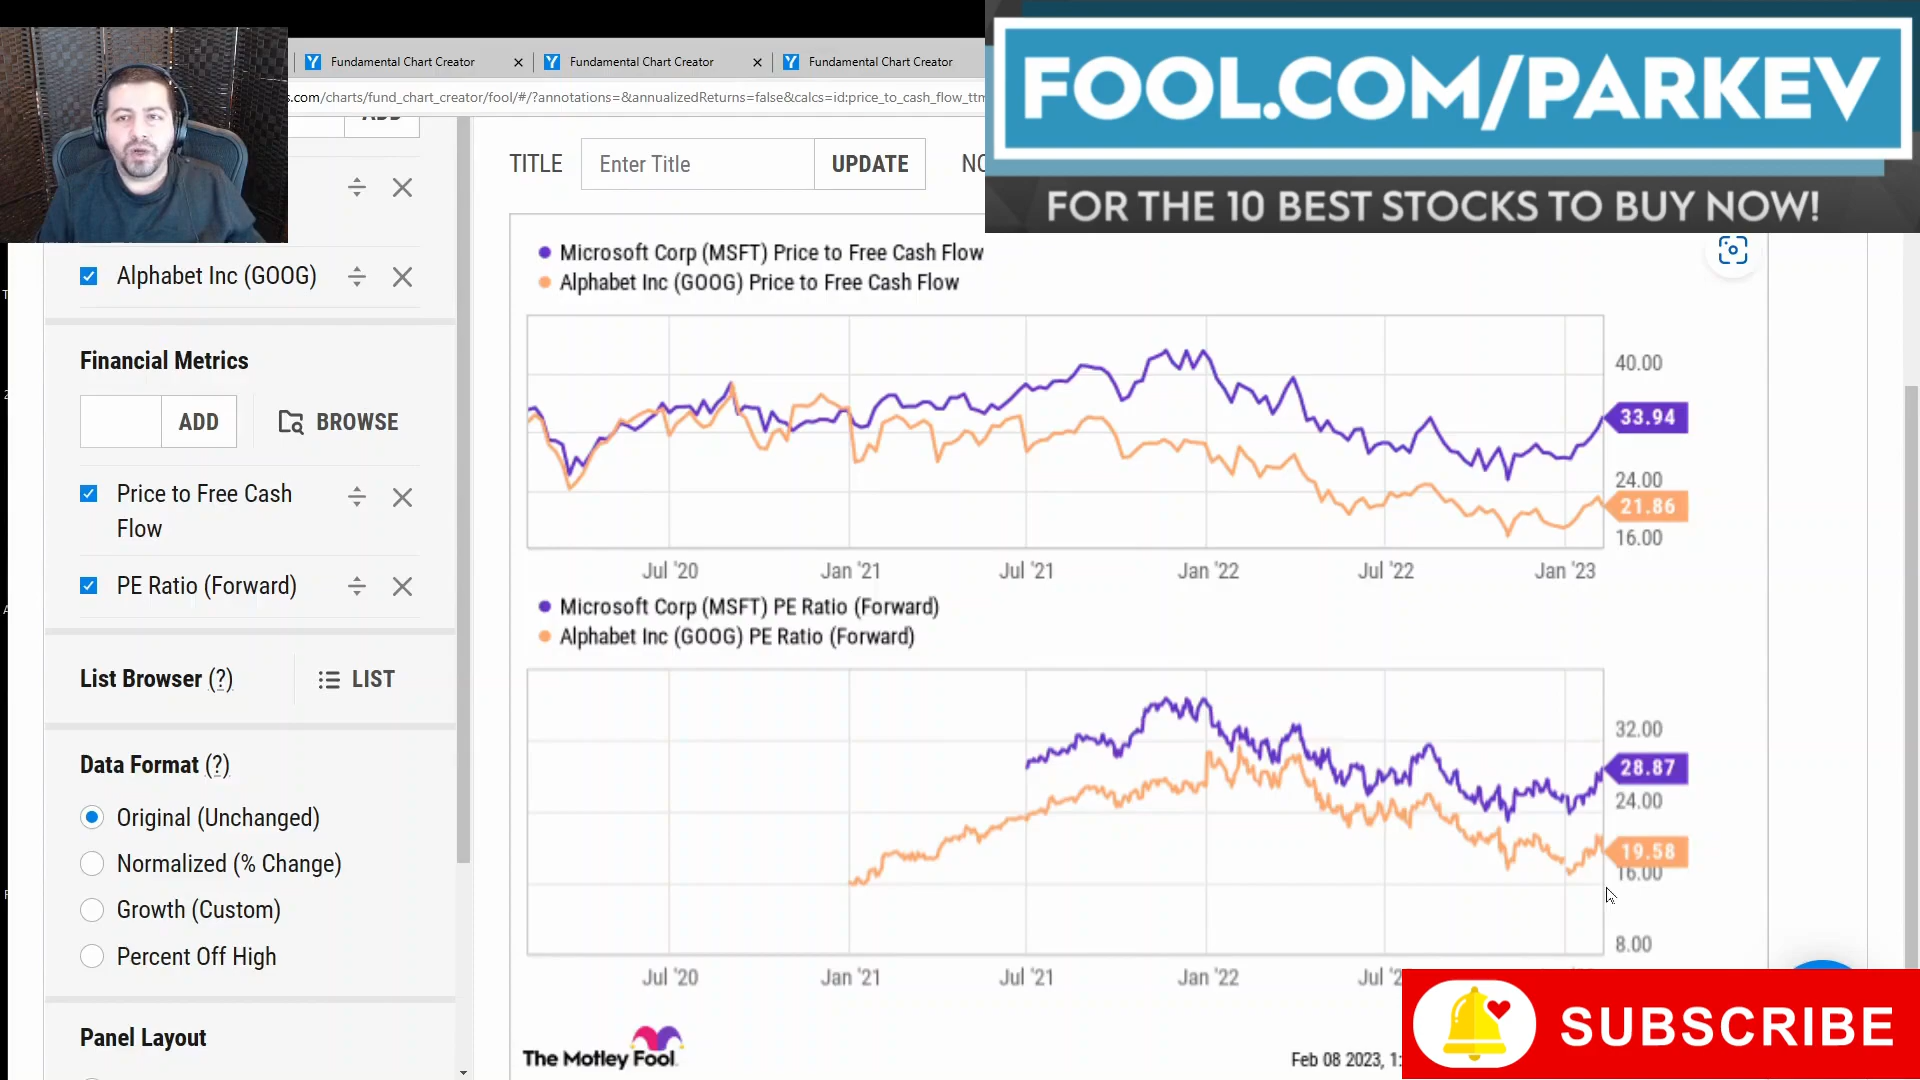 Fundamental Chart Creator
Fundamental Chart Creator
Fundamental Chart Creator
s.com/charts/fund_chart_creator/fool/#/?annotations=&annualizedReturns=false&calcs=id:price_to_cash_flow_ttm
FOOL.COM/PARKEV
FOR THE 10 BEST STOCKS TO BUY NOW!
ADD
TITLE
Enter Title
UPDATE
Alphabet Inc (GOOG)
Financial Metrics
ADD
BROWSE
Price to Free Cash
Flow
PE Ratio (Forward)
List Browser (?)
LIST
Data Format (?)
Original (Unchanged)
Normalized (% Change)
Growth (Custom)
Percent Off High
Panel Layout
Microsoft Corp (MSFT) Price to Free Cash Flow
Alphabet Inc (GOOG) Price to Free Cash Flow
40.00
33.94
24.00
21.86
16.00
Jul '20 Jan '21 Jul '21 Jan '22 Jul '22 Jan '23
Microsoft Corp (MSFT) PE Ratio (Forward)
Alphabet Inc (GOOG) PE Ratio (Forward)
32.00
28.87
24.00
19.58
16.00
8.00
Jul '20 Jan '21 Jul '21 Jan '22
The Motley Fool
Feb 08 2023, 1:
SUBSCRIBE